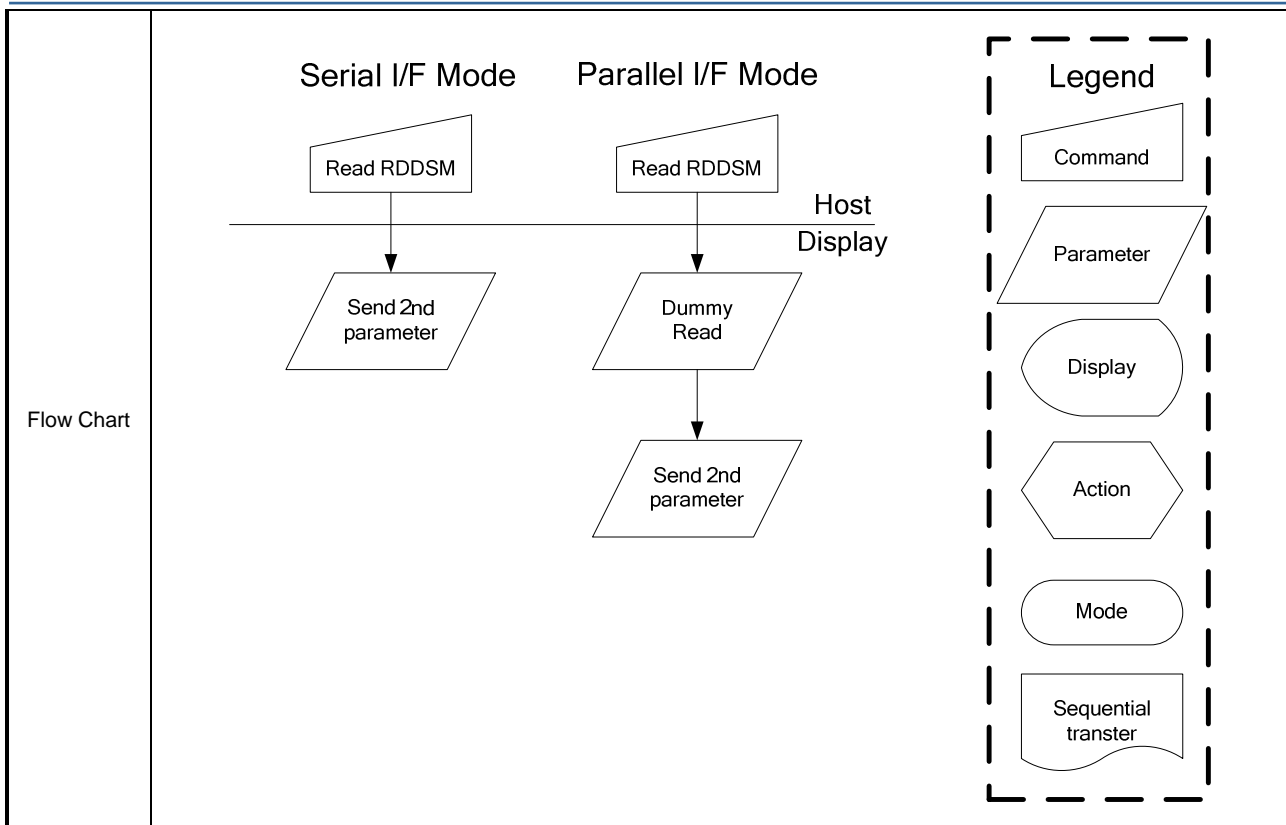 Flow Chart
Serial I/F Mode
Parallel I/F Mode
Read RDDSM
Read RDDSM
Host
Display
Send 2nd
parameter
Dummy
Read
Send 2nd
parameter
Legend
Command
Parameter
Display
Action
Mode
Sequential
transter